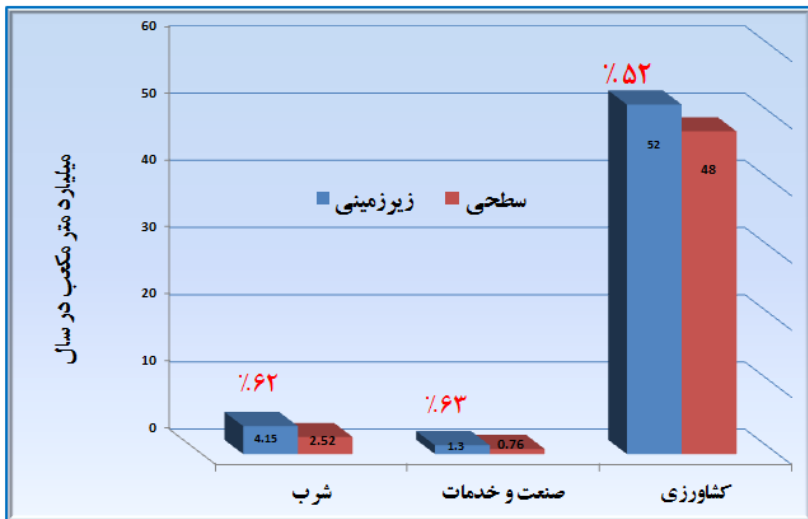 60
50
40
30
20
10
0
میلیارد متر مکعب در سال
زیرزمینی
سطحی
٪۶۲
٪۶۳
٪۵۲
4.15
2.52
1.3
0.76
52
48
شرب
صنعت و خدمات
کشاورزی